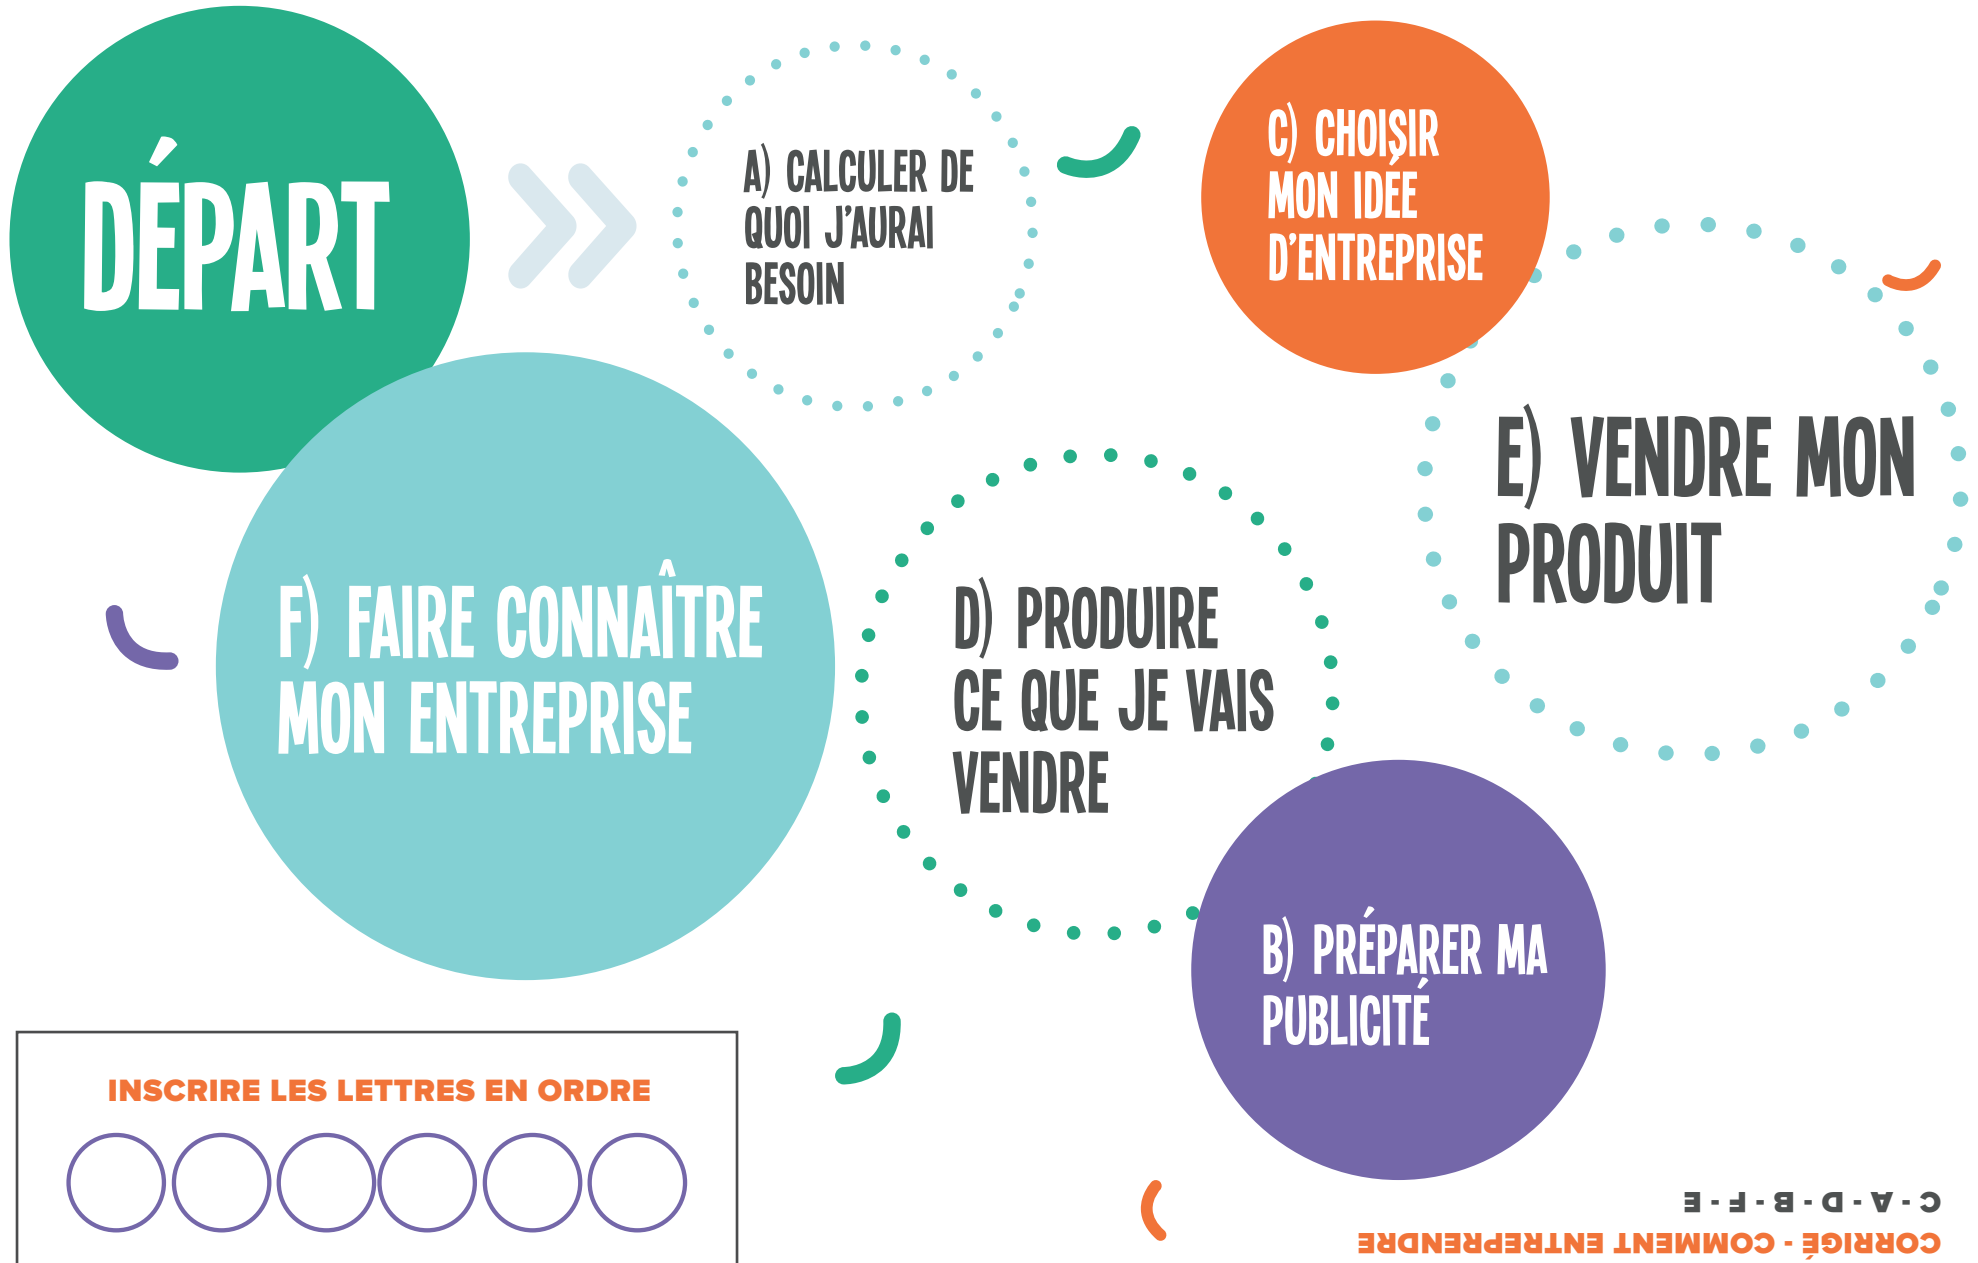 DÉPART
A) CALCULER DE
QUOI J'AURAI
BESOIN
C) CHOISIR
MON IDÉE
D'ENTREPRISE
E) VENDRE MON
PRODUIT
F) FAIRE CONNAÎTRE
MON ENTREPRISE
D) PRODUIRE
CE QUE JE VAIS
VENDRE
B) PRÉPARER MA
PUBLICITÉ
INSCRIRE LES LETTRES EN ORDRE
CORRIGÉ - COMMENT ENTREPRENDRE
C - A - D - B - F - E